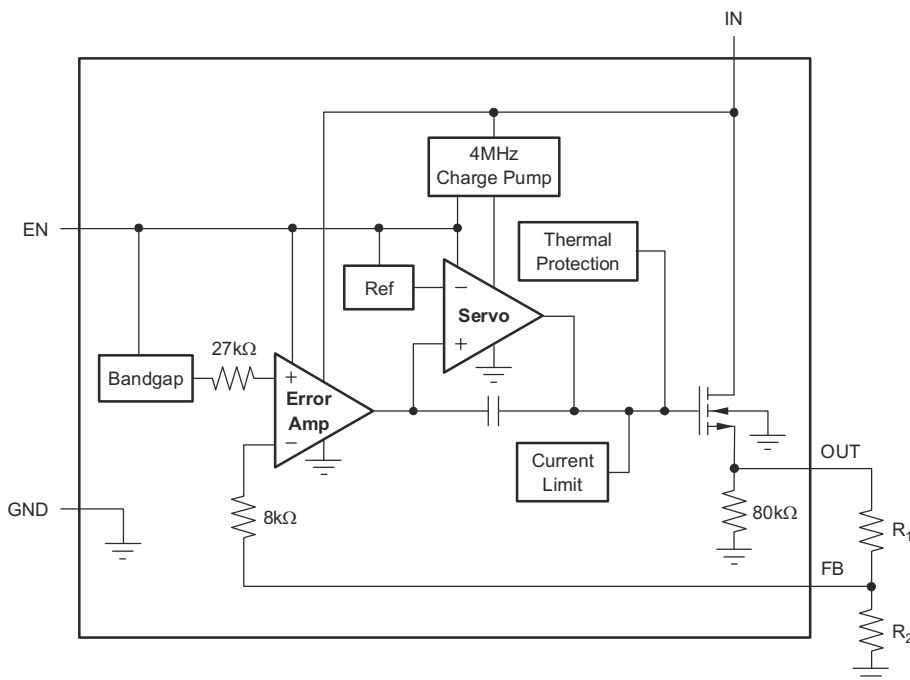 IN
4MHz
Charge Pump
EN
Thermal
Protection
Ref
−
Servo
+
27kΩ
Bandgap
+
Error
Amp
−
Current
Limit
OUT
GND
8kΩ
80kΩ
R1
FB
R2